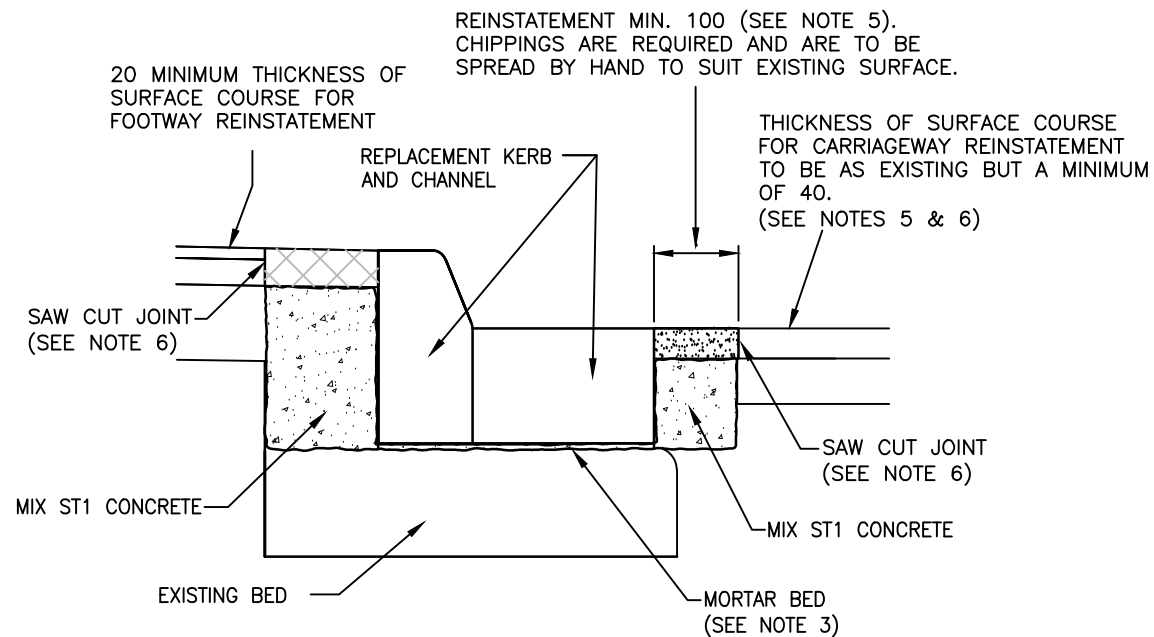 REINSTATEMENT MIN. 100 (SEE NOTE 5).
CHIPPINGS ARE REQUIRED AND ARE TO BE
SPREAD BY HAND TO SUIT EXISTING SURFACE.
20 MINIMUM THICKNESS OF
SURFACE COURSE FOR
FOOTWAY REINSTATEMENT
THICKNESS OF SURFACE COURSE
FOR CARRIAGEWAY REINSTATEMENT
TO BE AS EXISTING BUT A MINIMUM
OF 40.
(SEE NOTES 5 & 6)
REPLACEMENT KERB
AND CHANNEL
SAW CUT JOINT
(SEE NOTE 6)
SAW CUT JOINT
(SEE NOTE 6)
MIX ST1 CONCRETE
MIX ST1 CONCRETE
EXISTING BED
MORTAR BED
(SEE NOTE 3)